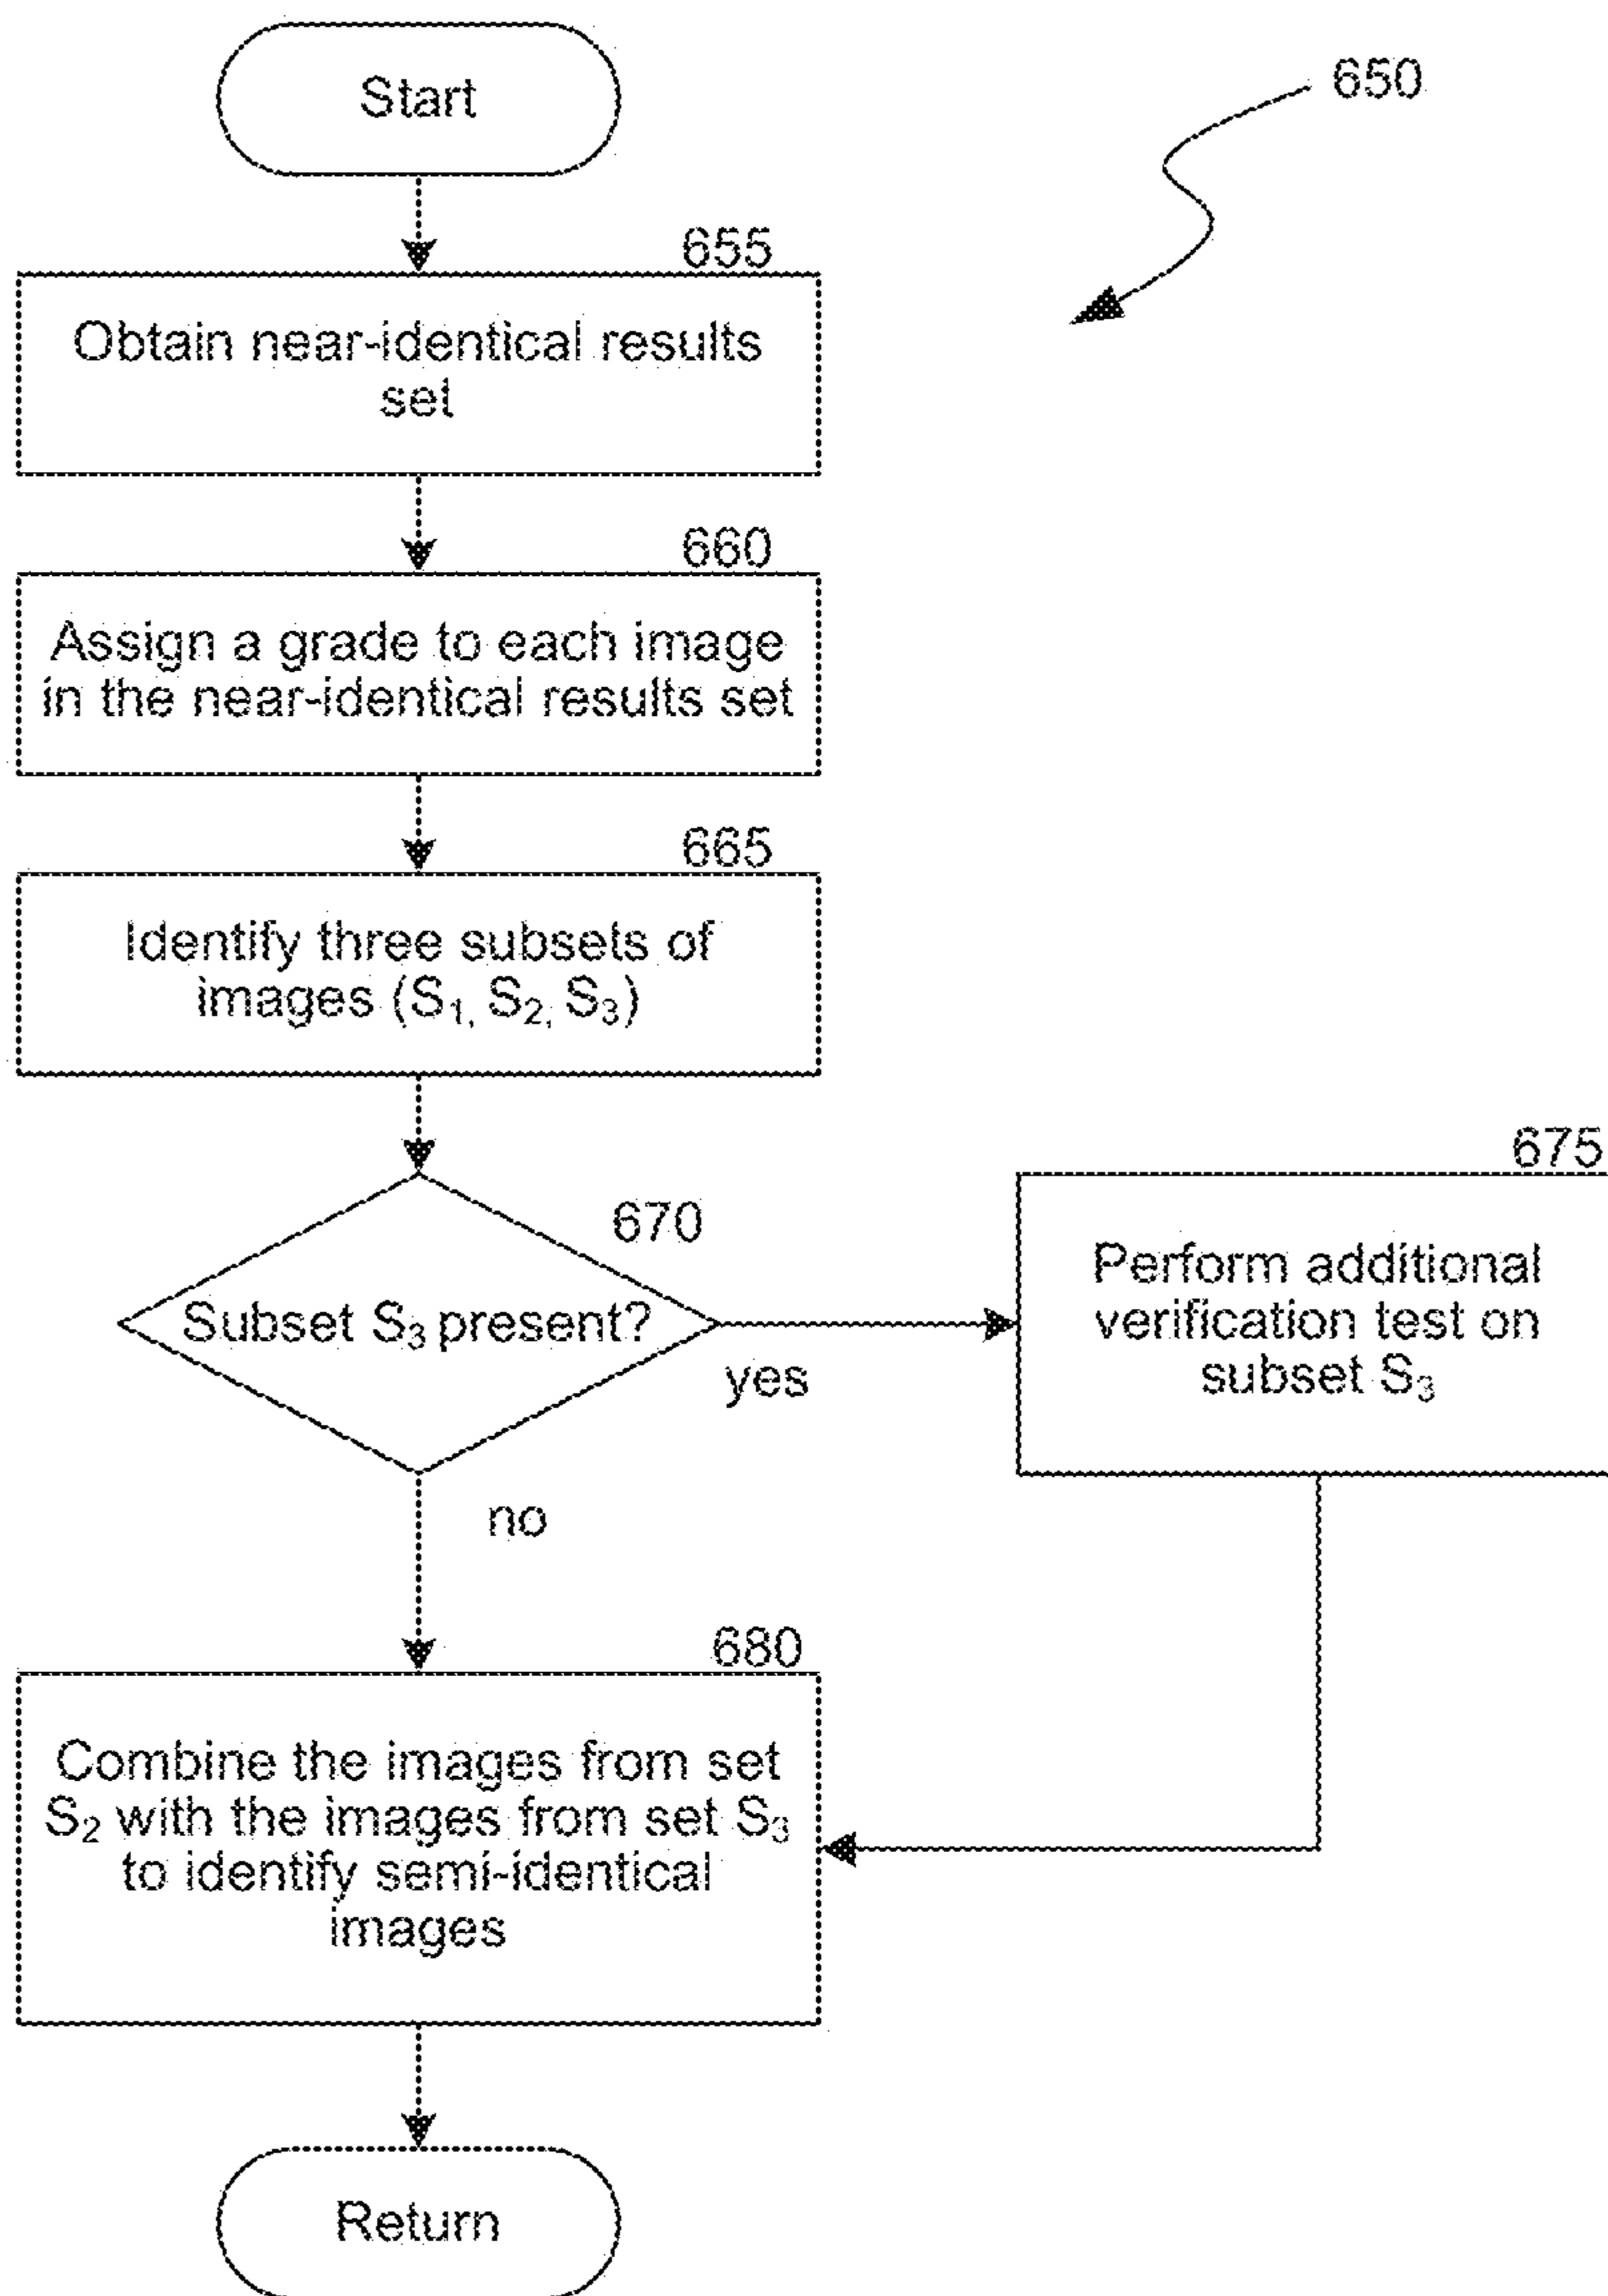 Start
650
655
Obtain near-identical results
set
660
Assign a grade to each image
in the near-identical results set
665
Identify three subsets of
images (S₁, S₂, S₃)
670
Subset S₃ present?
yes
675
Perform additional
verification test on
subset S₃
no
680
Combine the images from set
S₂ with the images from set S₃
to identify semi-identical
images
Return